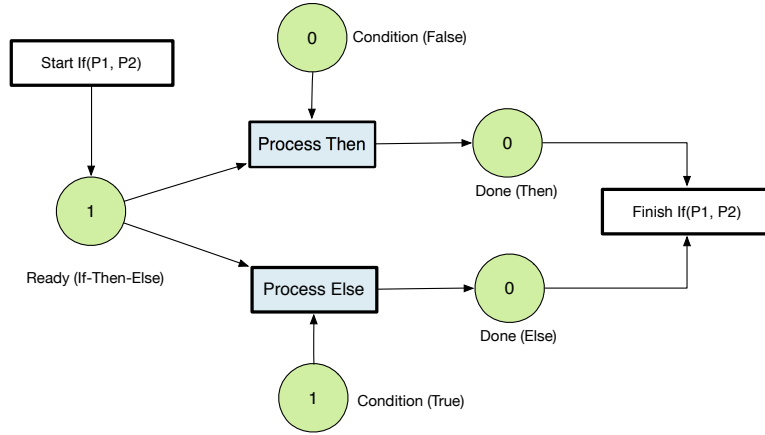 0
Condition (False)
Start If(P1, P2)
Process Then
0
Done (Then)
1
Finish If(P1, P2)
Ready (If-Then-Else)
Process Else
0
Done (Else)
1
Condition (True)